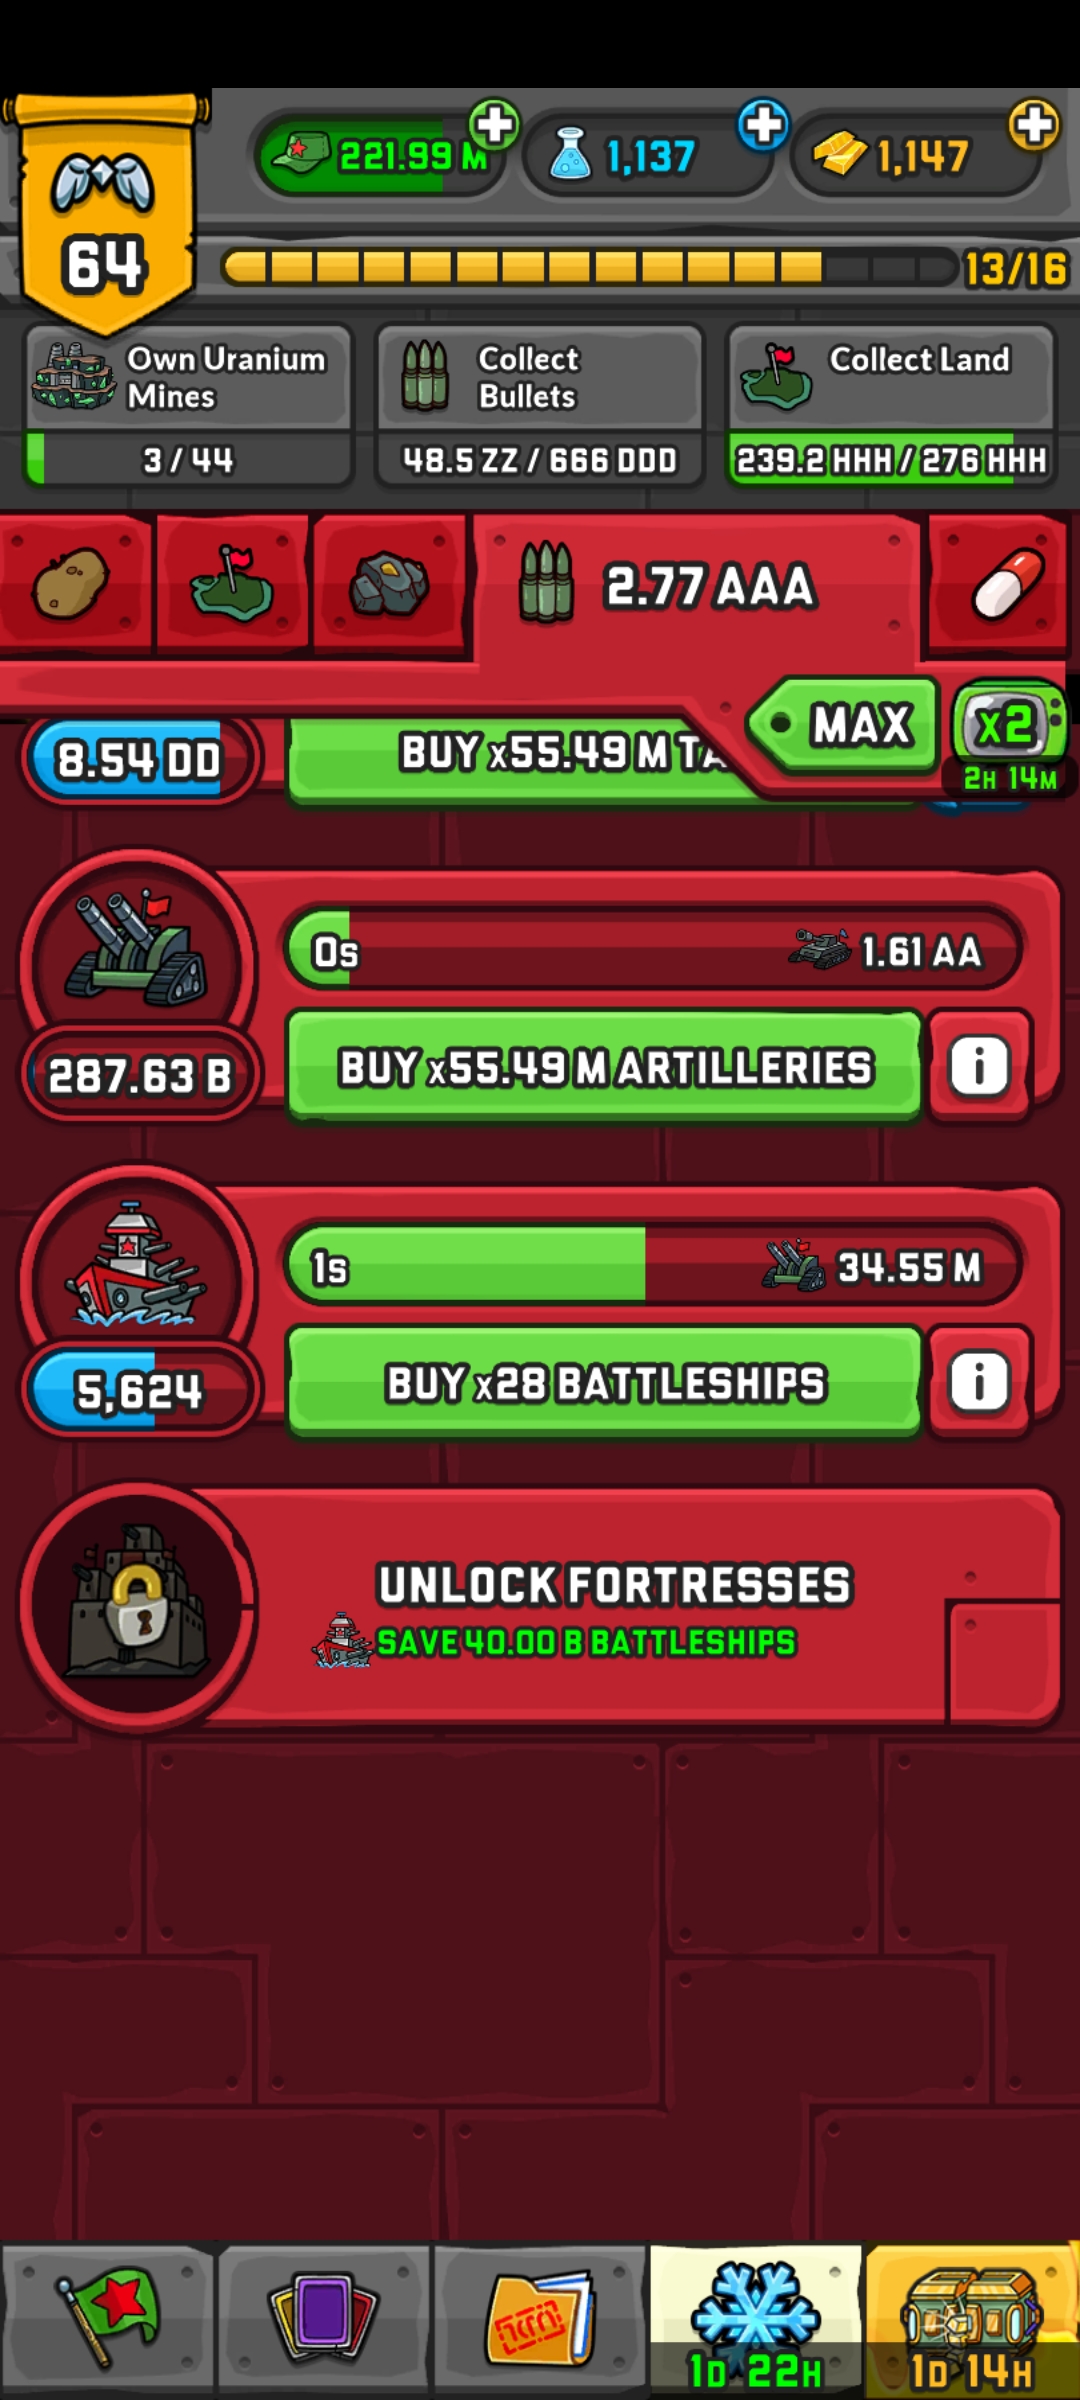 221.99 M
1,137
1,147
64
13/16
Own Uranium
Mines
3 / 44
Collect
Bullets
48.5 ZZ / 666 DDD
Collect Land
239.2 HHH / 276 HHH
2.77 AAA
MAX
x2
2H 14M
8.54 DD
BUY x55.49 M TA
0s
1.61 AA
287.63 B
BUY x55.49 M ARTILLERIES
i
1s
34.55 M
5,624
BUY x28 BATTLESHIPS
i
UNLOCK FORTRESSES
SAVE 40.00 B BATTLESHIPS
1D 22H
1D 14H